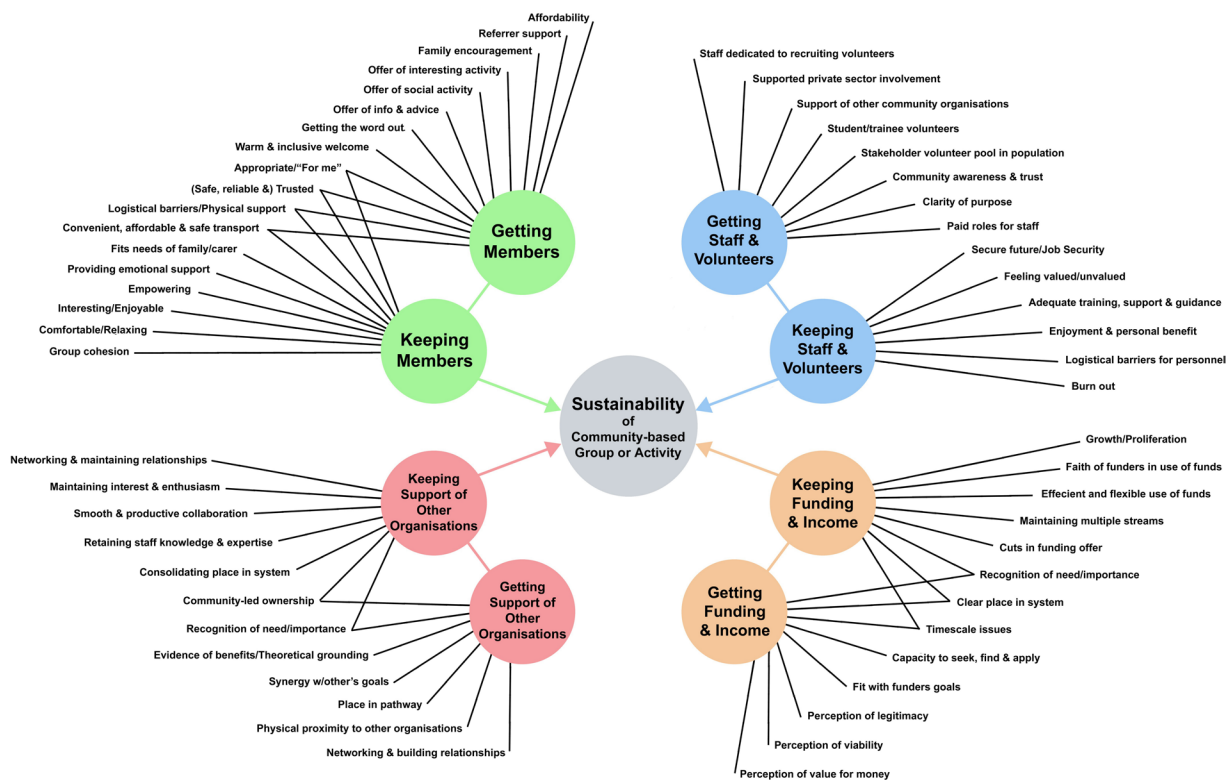 Affordability
Referrer support
Family encouragement
Offer of interesting activity
Offer of social activity
Offer of info & advice
Getting the word out
Warm & inclusive welcome
Appropriate/“For me”
(Safe, reliable &) Trusted
Logistical barriers/Physical support
Convenient, affordable & safe transport
Fits needs of family/carer
Providing emotional support
Empowering
Interesting/Enjoyable
Comfortable/Relaxing
Group cohesion
Getting
Members
Keeping
Members
Staff dedicated to recruiting volunteers
Supported private sector involvement
Support of other community organisations
Student/trainee volunteers
Stakeholder volunteer pool in population
Community awareness & trust
Clarity of purpose
Paid roles for staff
Secure future/Job Security
Feeling valued/unvalued
Adequate training, support & guidance
Enjoyment & personal benefit
Logistical barriers for personnel
Burn out
Getting
Staff &
Volunteers
Keeping
Staff &
Volunteers
Sustainability
of
Community-based
Group or Activity
Networking & maintaining relationships
Maintaining interest & enthusiasm
Smooth & productive collaboration
Retaining staff knowledge & expertise
Consolidating place in system
Community-led ownership
Recognition of need/importance
Evidence of benefits/Theoretical grounding
Synergy w/other’s goals
Place in pathway
Physical proximity to other organisations
Networking & building relationships
Keeping
Support of
Other
Organisations
Getting
Support of
Other
Organisations
Growth/Proliferation
Faith of funders in use of funds
Effecient and flexible use of funds
Maintaining multiple streams
Cuts in funding offer
Recognition of need/importance
Clear place in system
Timescale issues
Capacity to seek, find & apply
Fit with funders goals
Perception of legitimacy
Perception of viability
Perception of value for money
Keeping
Funding
& Income
Getting
Funding
& Income